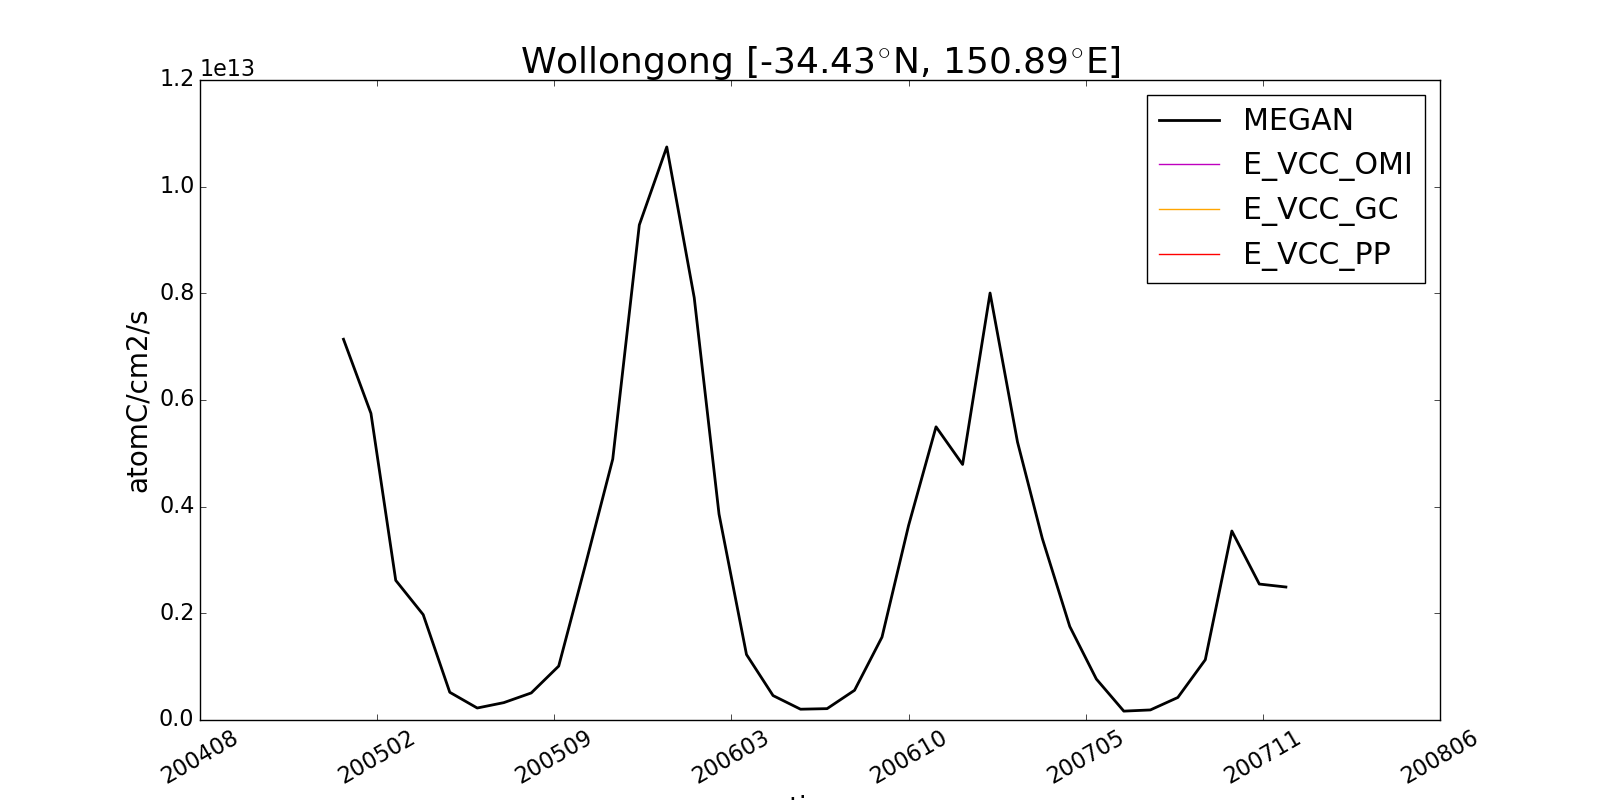 Wollongong [-34.43°N, 150.89°E]
1e13
1.2
1.0
0.8
0.6
0.4
0.2
0.0
atomC/cm2/s
MEGAN
E_VCC_OMI
E_VCC_GC
E_VCC_PP
200408 200502 200509 200603 200610 200705 200711 200806